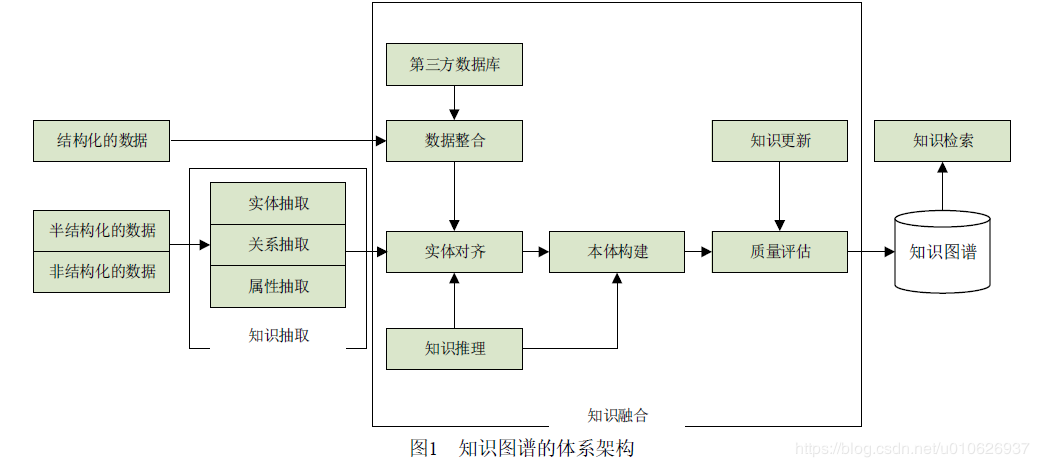 第三方数据库
结构化的数据
数据整合
知识更新
知识检索
实体抽取
半结构化的数据
关系抽取
实体对齐
本体构建
质量评估
知识图谱
非结构化的数据
属性抽取
知识抽取
知识推理
知识融合
图1 知识图谱的体系架构
https://blog.csdn.net/u010626937